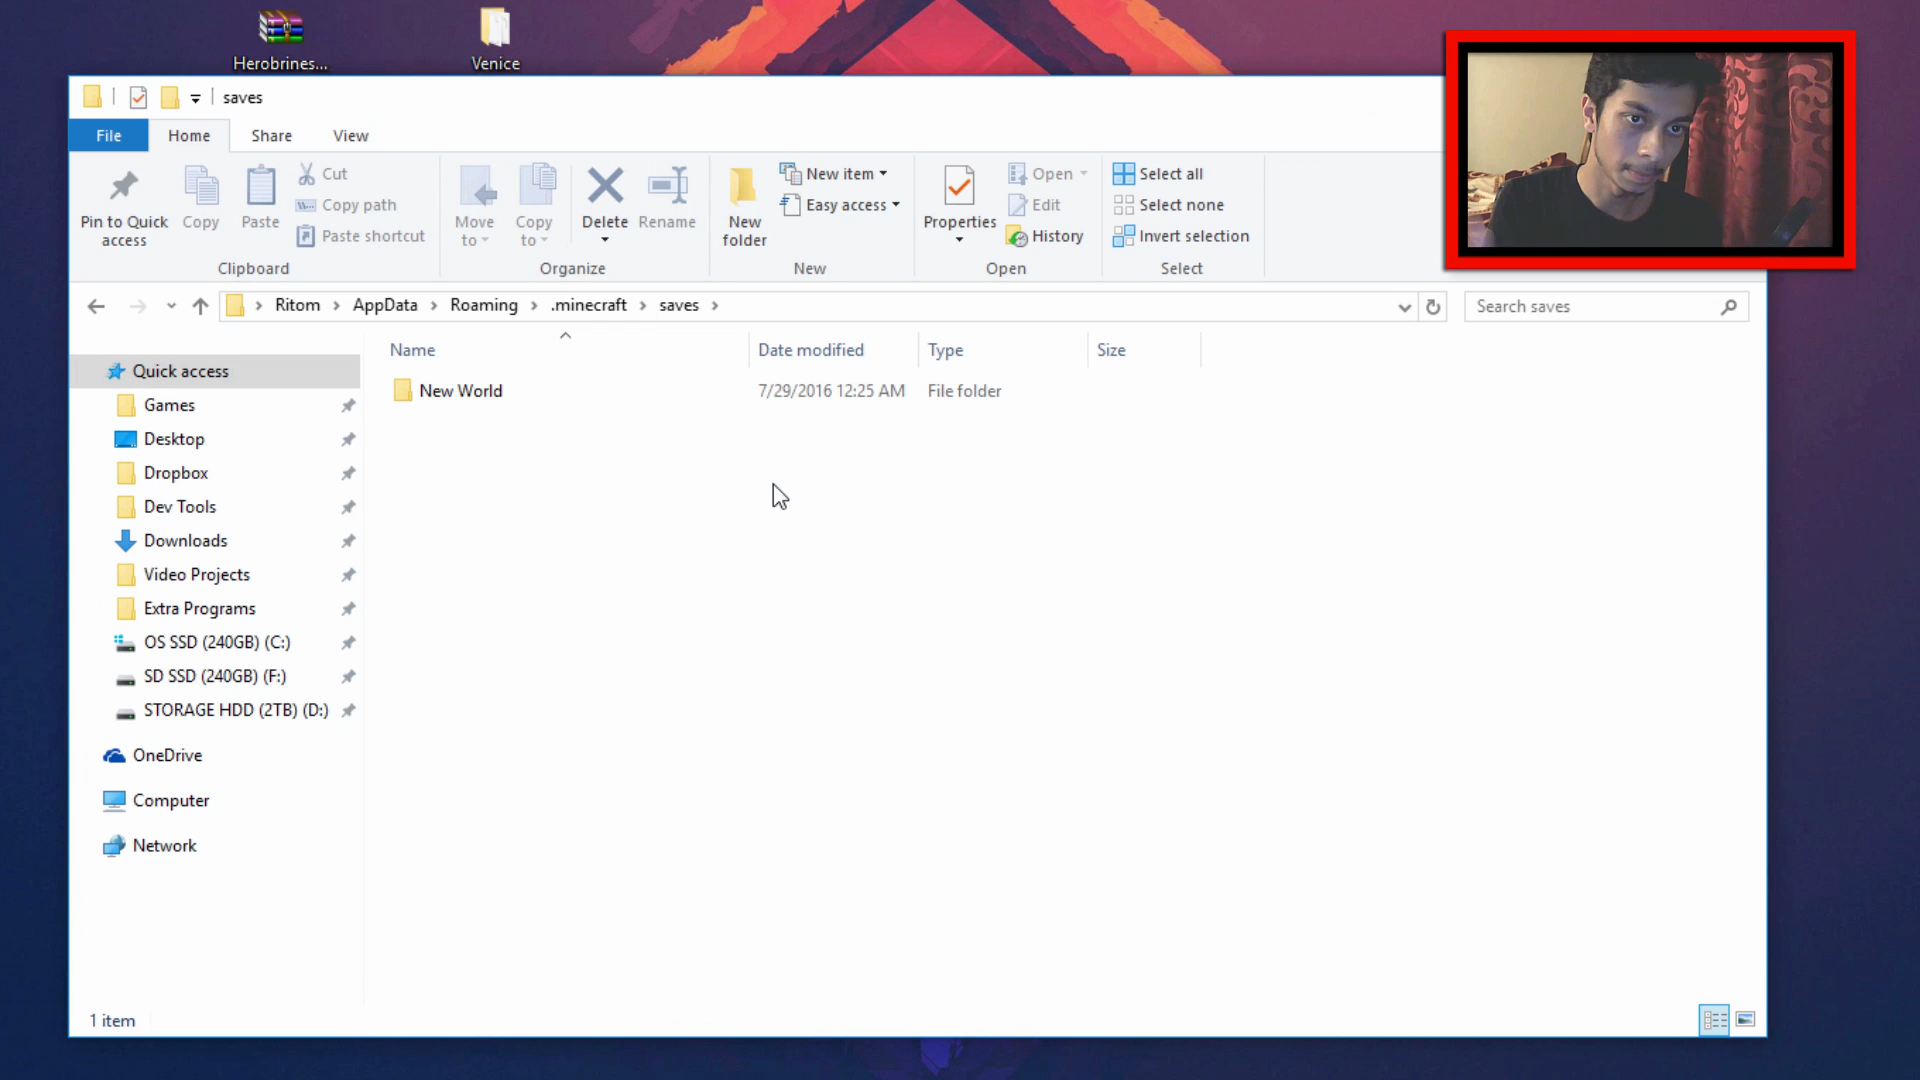 Herobrines...
Venice
saves
File
Home
Share
View
Pin to Quick access
Copy
Paste
Cut
Copy path
Paste shortcut
Clipboard
Move to
Copy to
Delete
Rename
Organize
New folder
New item
Easy access
New
Properties
Open
Edit
History
Open
Select all
Select none
Invert selection
Select
Ritom
AppData
Roaming
.minecraft
saves
Search saves
Name
Date modified
Type
Size
New World
7/29/2016 12:25 AM
File folder
Quick access
Games
Desktop
Dropbox
Dev Tools
Downloads
Video Projects
Extra Programs
OS SSD (240GB) (C:)
SD SSD (240GB) (F:)
STORAGE HDD (2TB) (D:)
OneDrive
Computer
Network
1 item